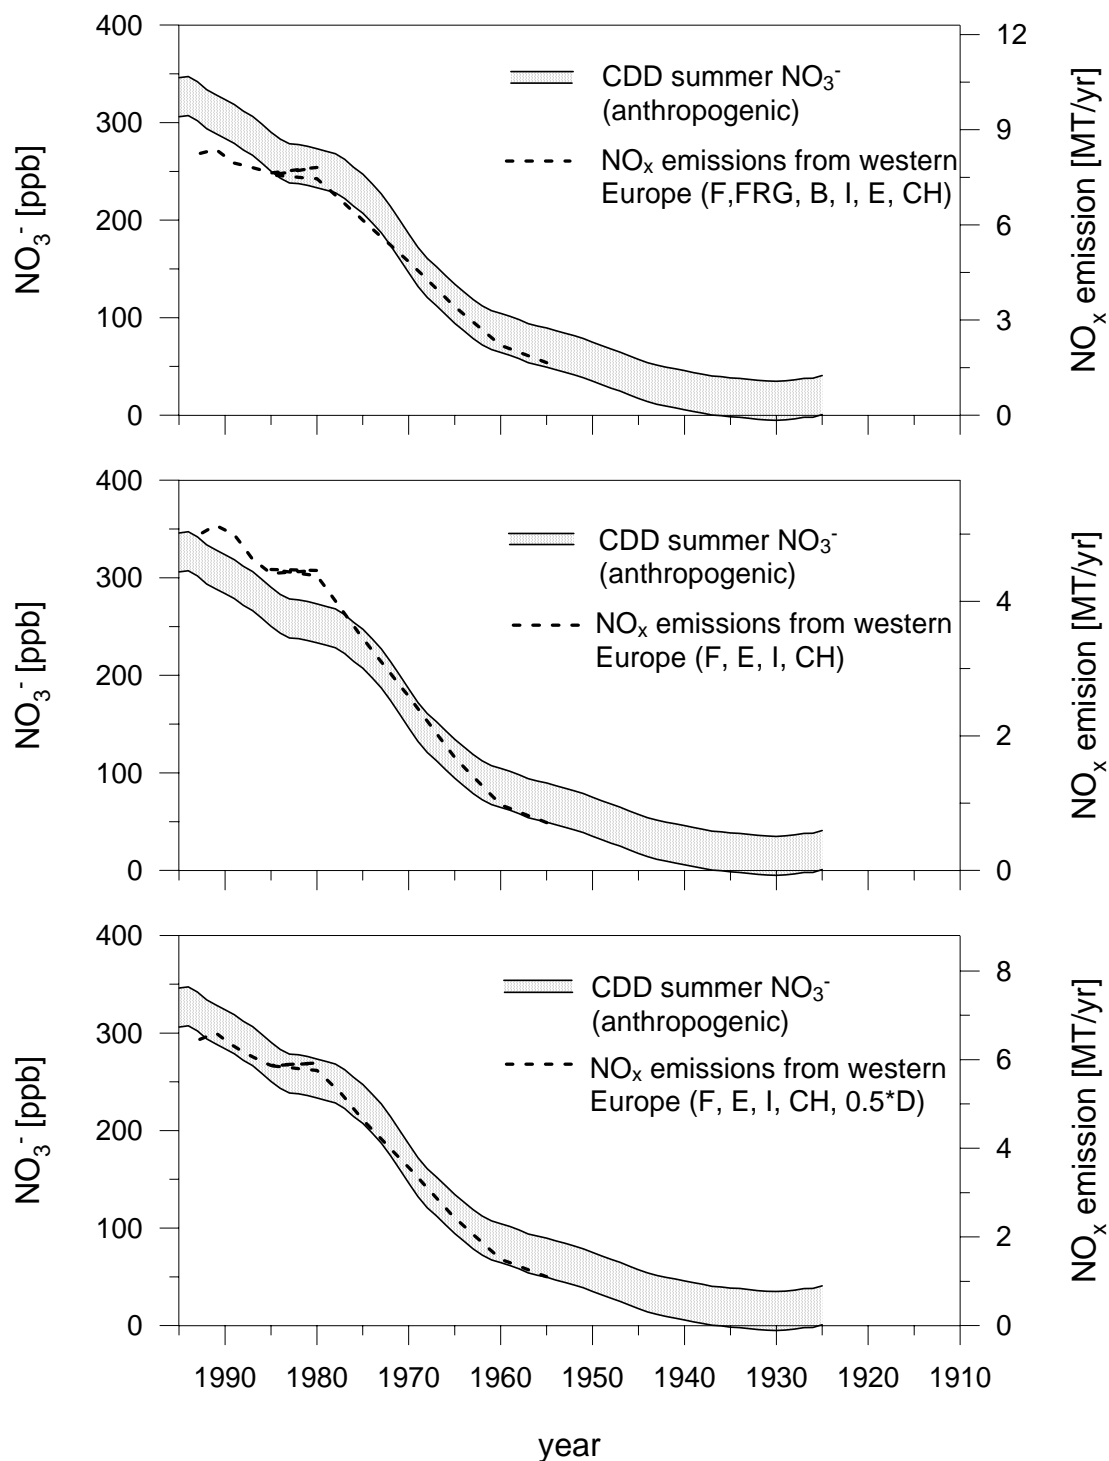 400
300
200
100
0
NO₃⁻ [ppb]
12
9
6
3
0
NOₓ emission [MT/yr]
CDD summer NO₃⁻
(anthropogenic)
NOₓ emissions from western
Europe (F,FRG, B, I, E, CH)
400
300
200
100
0
NO₃⁻ [ppb]
4
2
0
NOₓ emision [MT/yr]
CDD summer NO₃⁻
(anthropogenic)
NOₓ emissions from western
Europe (F, E, I, CH)
400
300
200
100
0
NO₃⁻ [ppb]
8
6
4
2
0
NOₓ emission [MT/yr]
CDD summer NO₃⁻
(anthropogenic)
NOₓ emissions from western
Europe (F, E, I, CH, 0.5*D)
1990 1980 1970 1960 1950 1940 1930 1920 1910
year